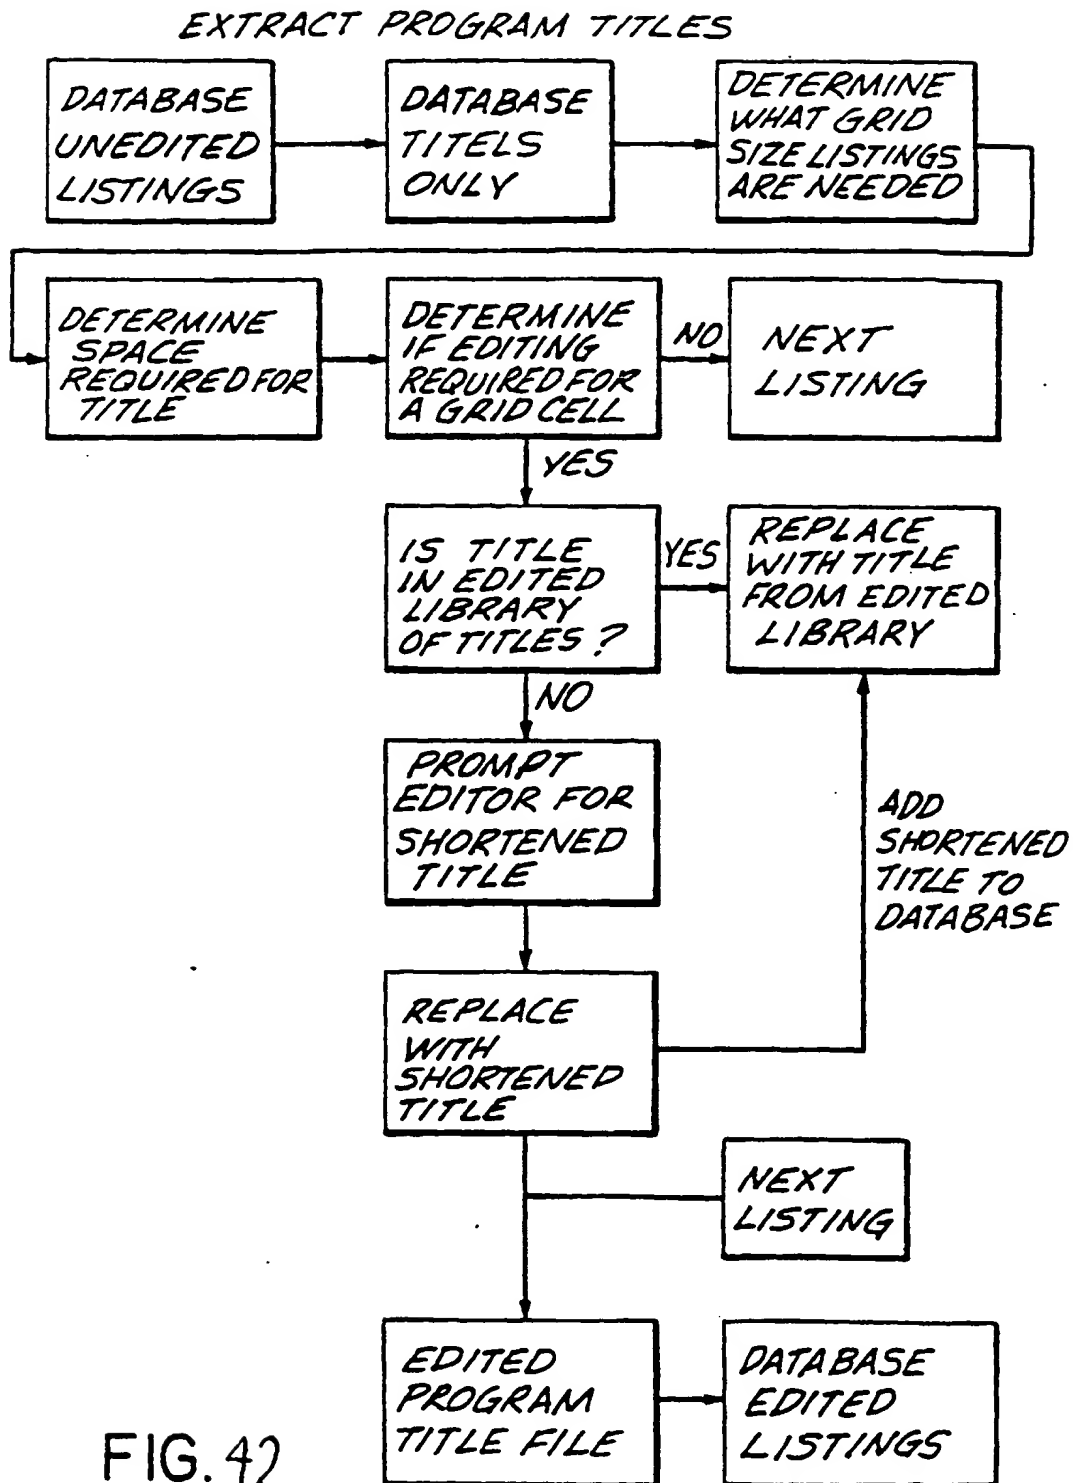 EXTRACT PROGRAM TITLES
DATABASE
UNEDITED
LISTINGS
DATABASE
TITELS
ONLY
DETERMINE
WHAT GRID
SIZE LISTINGS
ARE NEEDED
DETERMINE
SPACE
REQUIRED FOR
TITLE
DETERMINE
IF EDITING
REQUIRED FOR
A GRID CELL
NO
NEXT
LISTING
YES
IS TITLE
IN EDITED
LIBRARY
OF TITLES?
YES
REPLACE
WITH TITLE
FROM EDITED
LIBRARY
NO
PROMPT
EDITOR FOR
SHORTENED
TITLE
ADD
SHORTENED
TITLE TO
DATABASE
REPLACE
WITH
SHORTENED
TITLE
NEXT
LISTING
EDITED
PROGRAM
TITLE FILE
DATABASE
EDITED
LISTINGS
FIG. 42